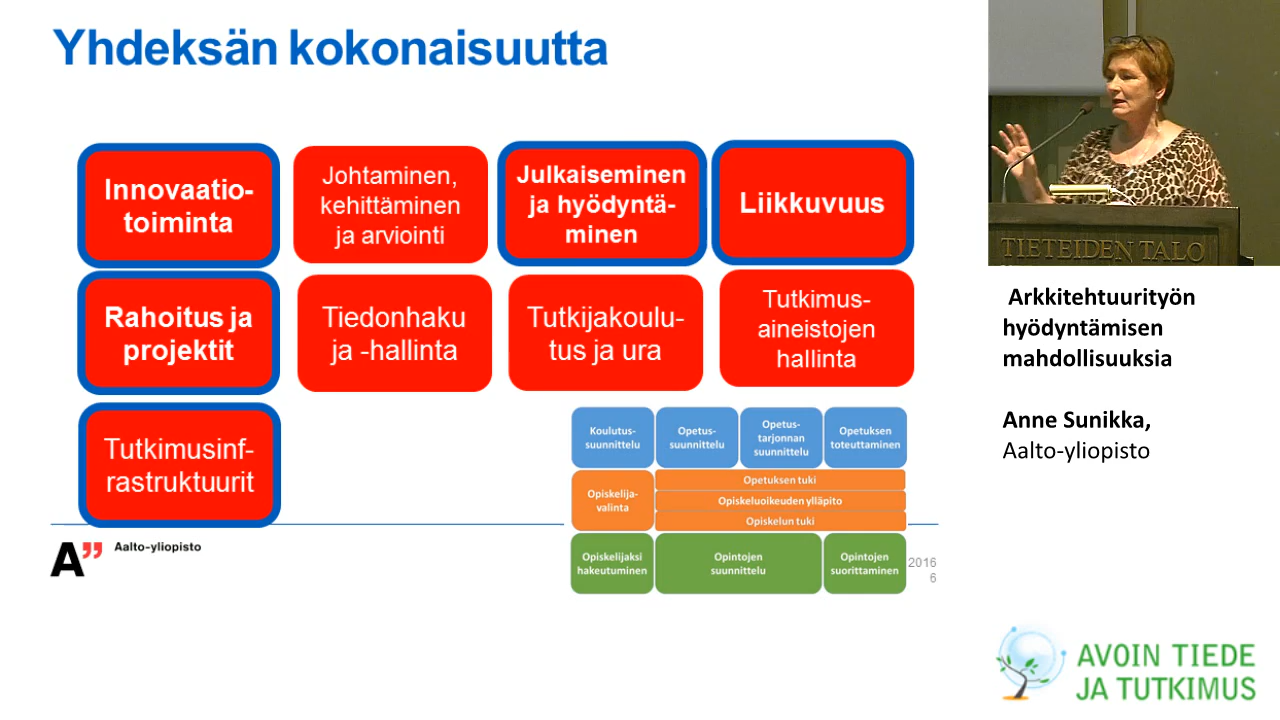 Yhdeksän kokonaisuutta
Innovaatio-
toiminta
Johtaminen,
kehittäminen
ja arviointi
Julkaiseminen
ja hyödyntä-
minen
Liikkuvuus
Rahoitus ja
projektit
Tiedonhaku
ja -hallinta
Tutkijakoulu-
tus ja ura
Tutkimus-
aineistojen
hallinta
Tutkimusinf-
rastruktuurit
Koulutus-
suunnittelu
Opetus-
suunnittelu
Opetus-
tarjonnan
suunnittelu
Opetuksen
toteuttaminen
Opiskelija-
valinta
Opetuksen tuki
Opiskeluoikeuden ylläpito
Opiskelun tuki
Opiskelijaksi
hakeutuminen
Opintojen
suunnittelu
Opintojen
suorittaminen
A”
Aalto-yliopisto
2016
6
TIETEIDEN TALO
Arkkitehtuurityön
hyödyntämisen
mahdollisuuksia
Anne Sunikka,
Aalto-yliopisto
AVOIN TIEDE
JA TUTKIMUS